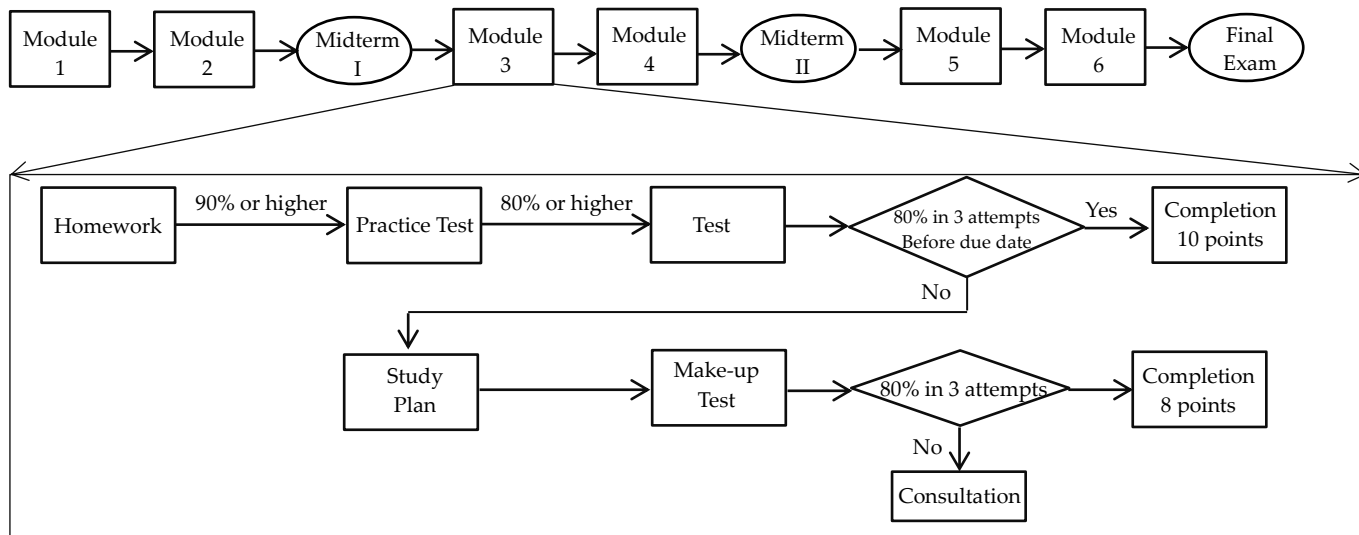 Module
1
Module
2
Midterm
I
Module
3
Module
4
Midterm
II
Module
5
Module
6
Final
Exam
Homework
90% or higher
Practice Test
80% or higher
Test
80% in 3 attempts
Before due date
Yes
Completion
10 points
No
Study
Plan
Make-up
Test
80% in 3 attempts
Completion
8 points
No
Consultation